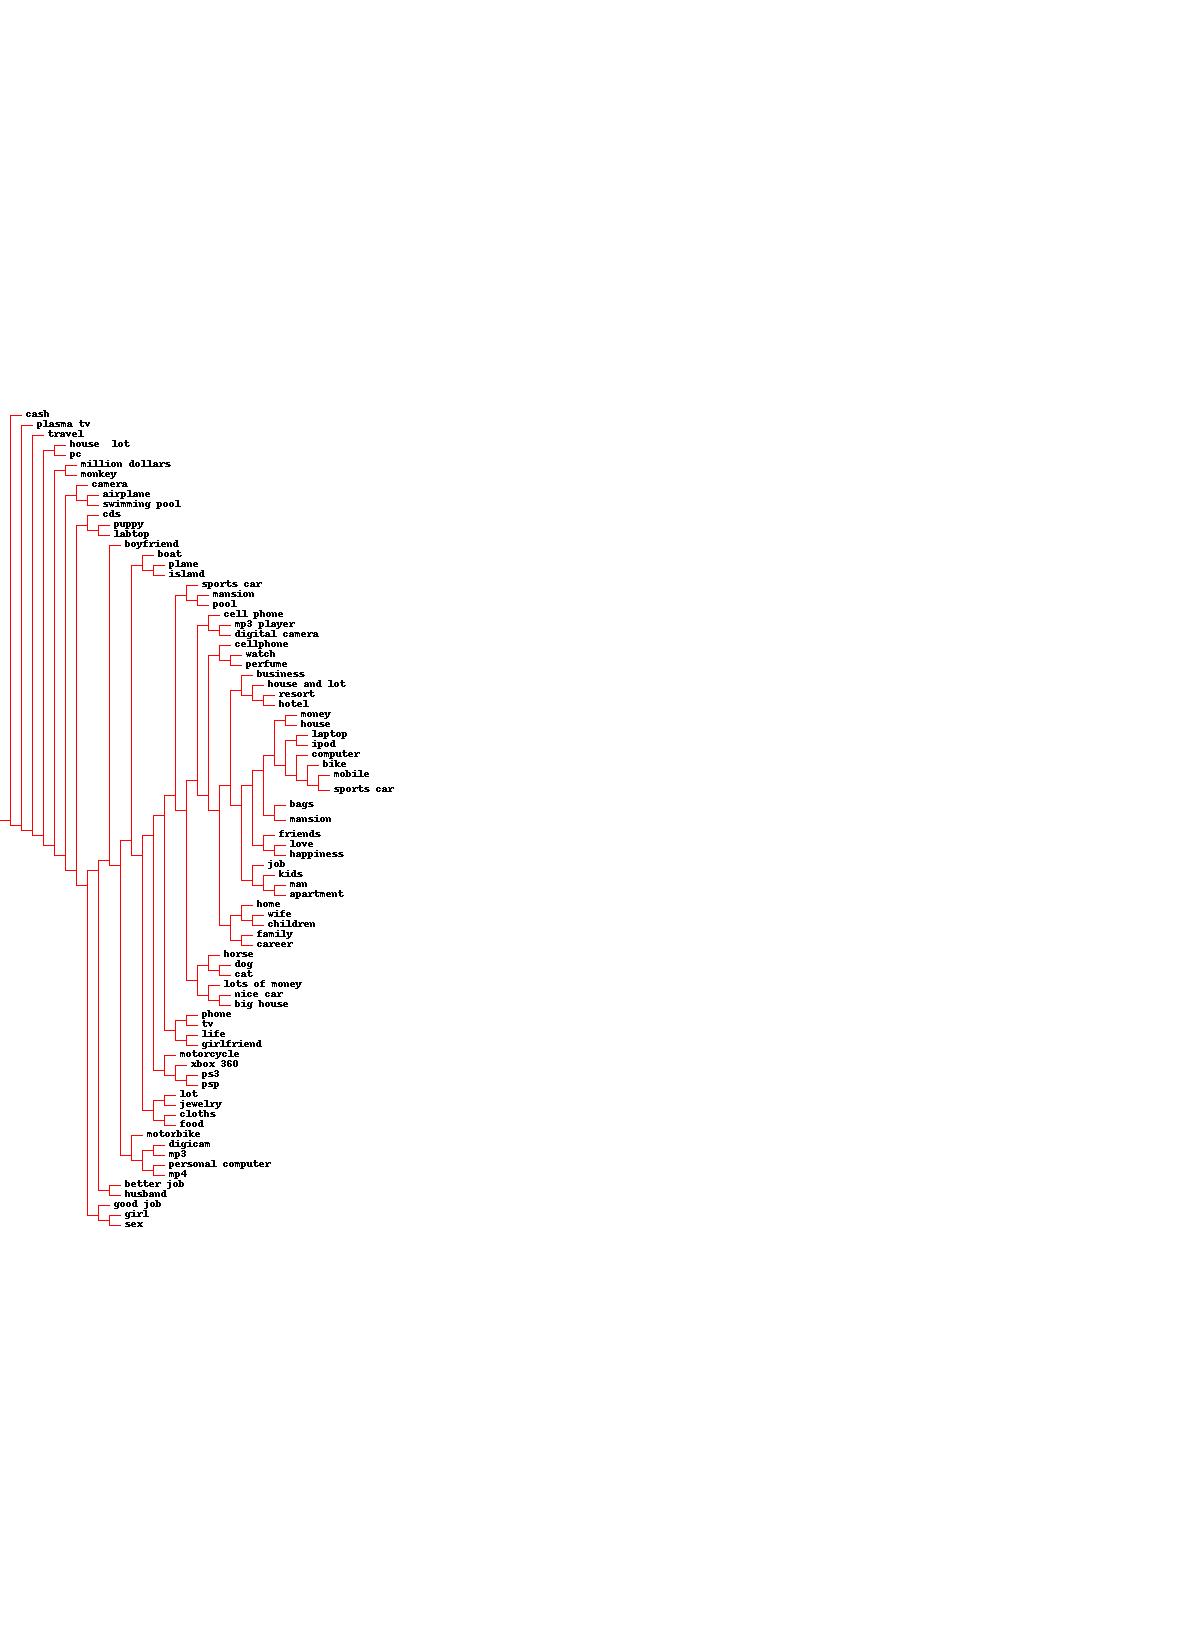 cash
plasma tv
travel
house  lot
pc
million dollars
monkey
camera
airplane
swimming pool
cds
puppy
labtop
boyfriend
boat
plane
island
sports car
mansion
pool
cell phone
mp3 player
digital camera
cellphone
watch
perfume
business
house and lot
resort
hotel
money
house
laptop
ipod
computer
bike
mobile
sports car
bags
mansion
friends
love
happiness
job
kids
man
apartment
home
wife
children
family
career
horse
dog
cat
lots of money
nice car
big house
phone
tv
life
girlfriend
motorcycle
xbox 360
ps3
psp
lot
jewelry
cloths
food
motorbike
digicam
mp3
personal computer
mp4
better job
husband
good job
girl
sex